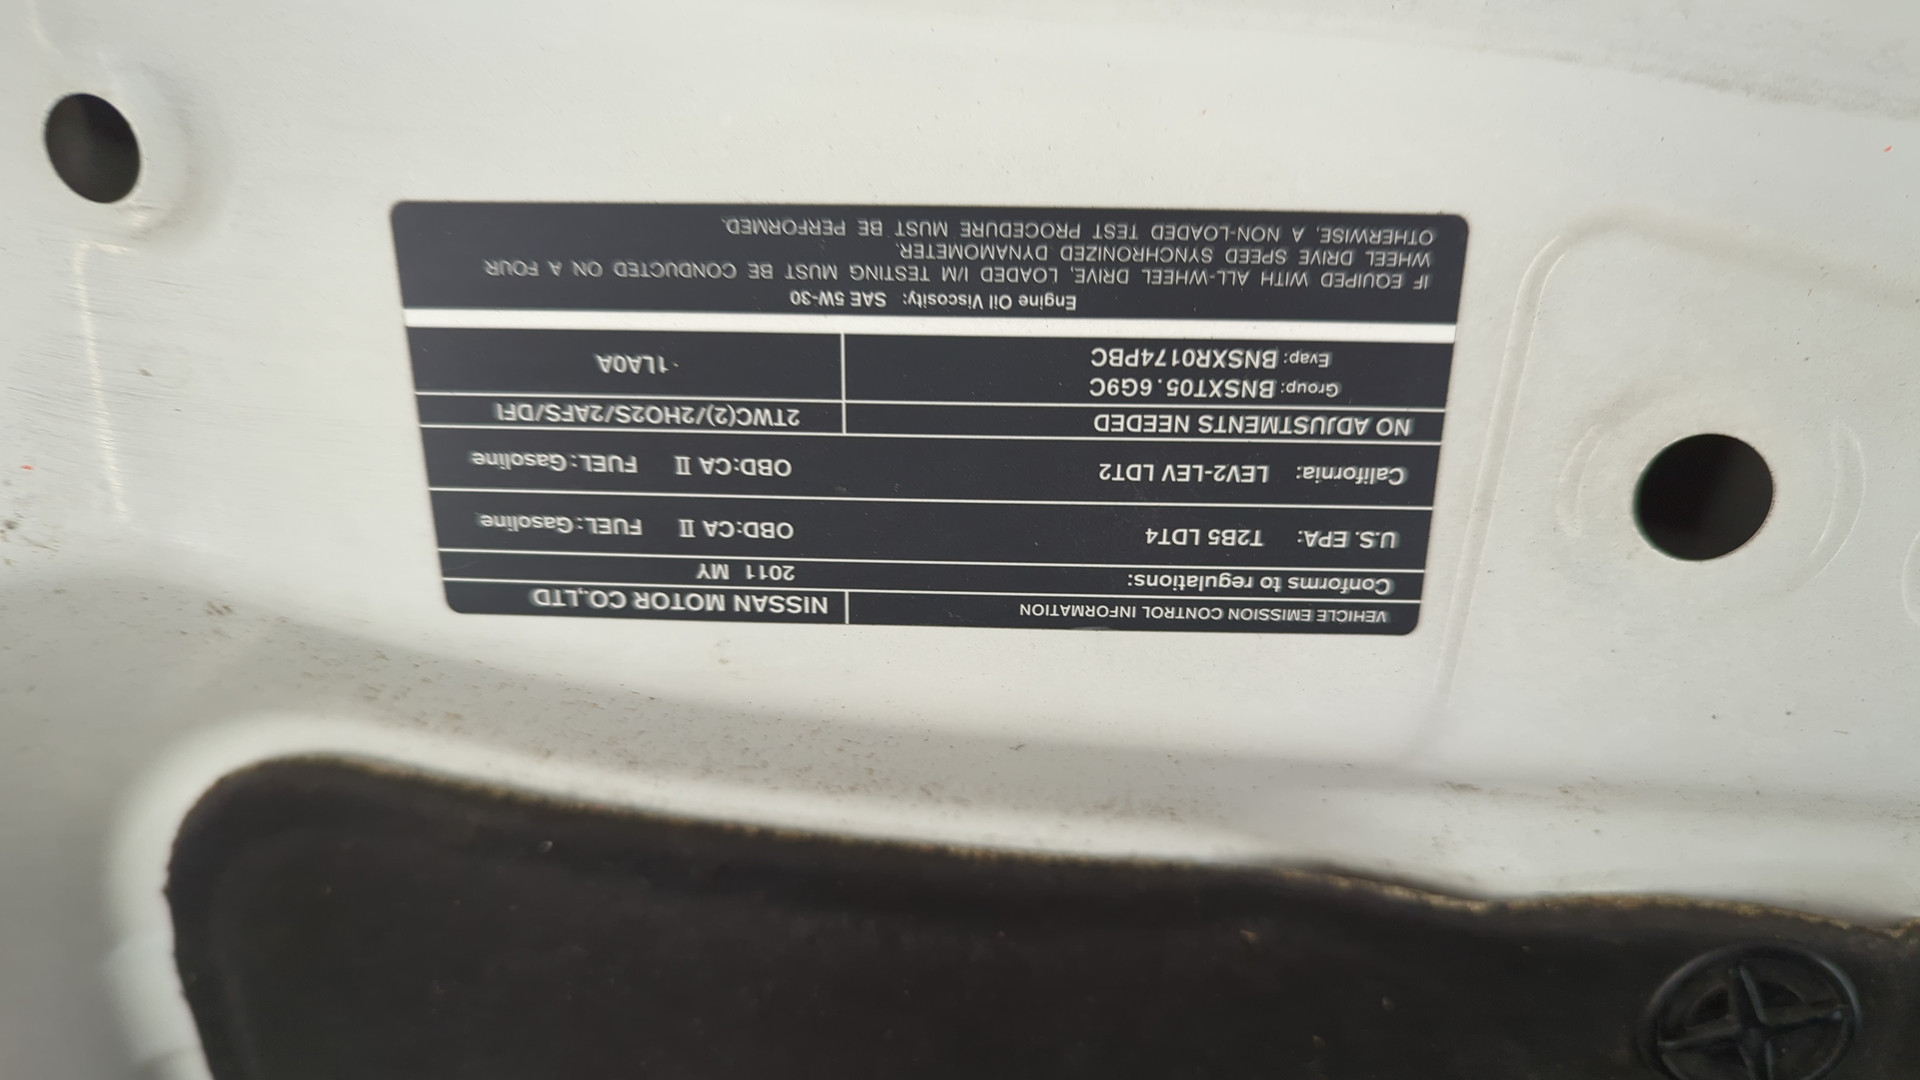 VEHICLE EMISSION CONTROL INFORMATION NISSAN MOTOR CO.,LTD
Conforms to regulations: 2011 MY
U.S. EPA: T2B5 LDT4 OBD:CA II FUEL:Gasoline
California: LEV2-LEV LDT2 OBD:CA II FUEL:Gasoline
NO ADJUSTMENTS NEEDED 2TWC(2)/2HO2S/2AFS/DFI
Group: BNSXT05.6G9C
Evap: BNSXR0174PBC 1LA0A
Engine Oil Viscosity: SAE 5W-30
IF EQUIPED WITH ALL-WHEEL DRIVE, LOADED I/M TESTING MUST BE CONDUCTED ON A FOUR
WHEEL DRIVE SPEED SYNCHRONIZED DYNAMOMETER.
OTHERWISE, A NON-LOADED TEST PROCEDURE MUST BE PERFORMED.